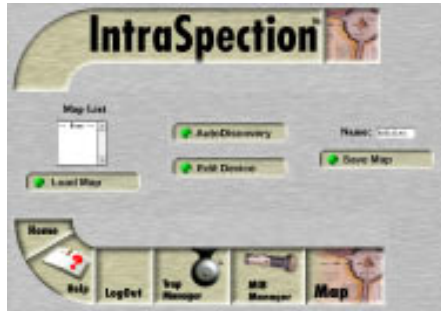 IntraSpection
Map List
AutoDiscovery
Name:
Edit Device
Save Map
Load Map
Home
Help
LogOut
Trap
Manager
MIB
Manager
Map